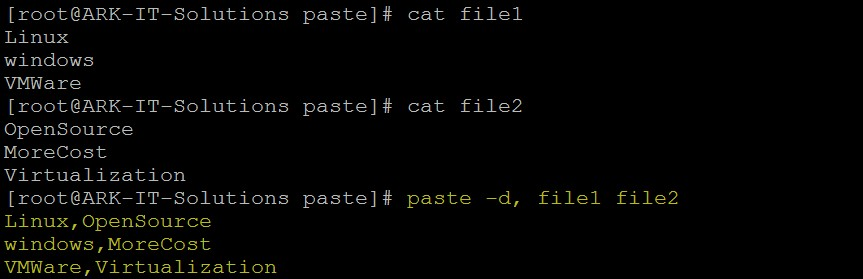 [root@ARK-IT-Solutions paste]# cat file1
Linux
windows
VMWare
[root@ARK-IT-Solutions paste]# cat file2
OpenSource
MoreCost
Virtualization
[root@ARK-IT-Solutions paste]# paste -d, file1 file2
Linux,OpenSource
windows,MoreCost
VMWare,Virtualization